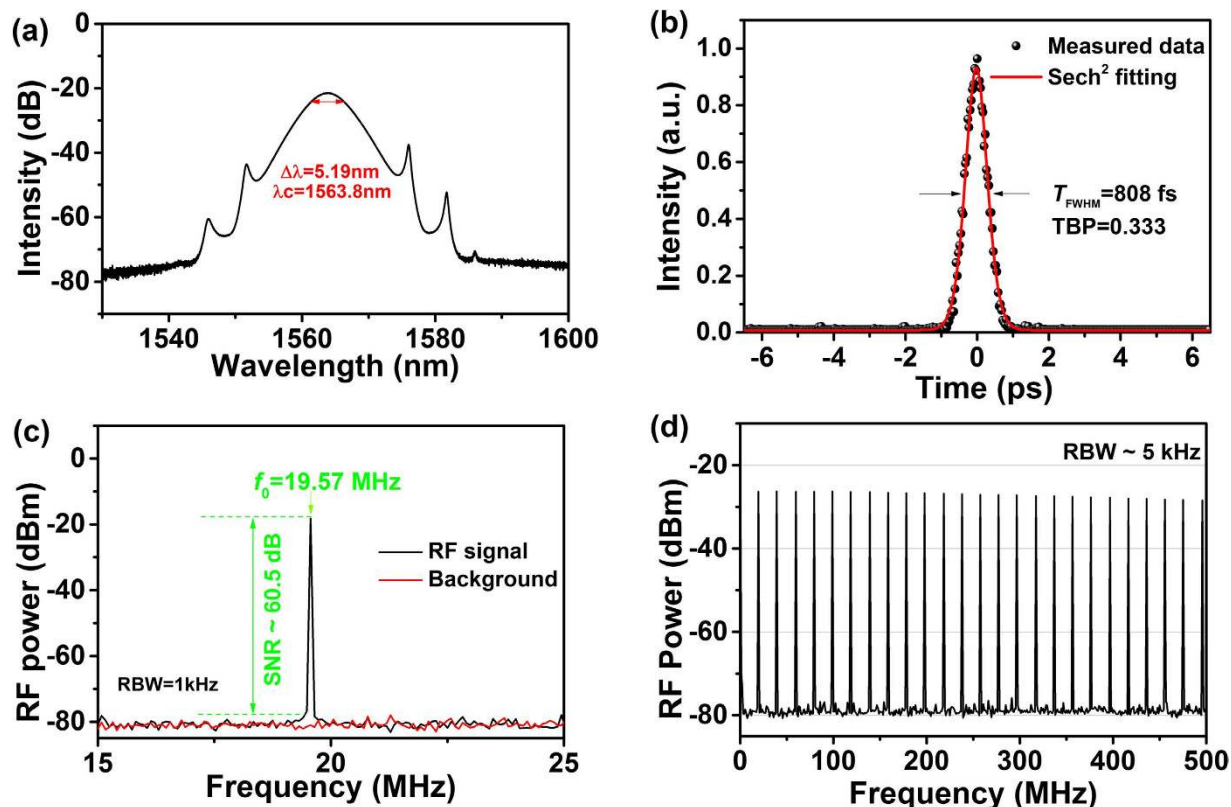 (a)
0
-20
-40
-60
-80
Intensity (dB)
Δλ=5.19nm
λc=1563.8nm
1540 1560 1580 1600
Wavelength (nm)
(b)
1.0
0.8
0.6
0.4
0.2
0.0
Intensity (a.u.)
Measured data
Sech² fitting
T_FWHM=808 fs
TBP=0.333
-6 -4 -2 0 2 4 6
Time (ps)
(c)
0
-20
-40
-60
-80
RF power (dBm)
f₀=19.57 MHz
SNR ~ 60.5 dB
RF signal
Background
RBW=1kHz
15 20 25
Frequency (MHz)
(d)
-20
-40
-60
-80
RF Power (dBm)
RBW ~ 5 kHz
0 100 200 300 400 500
Frequency (MHz)